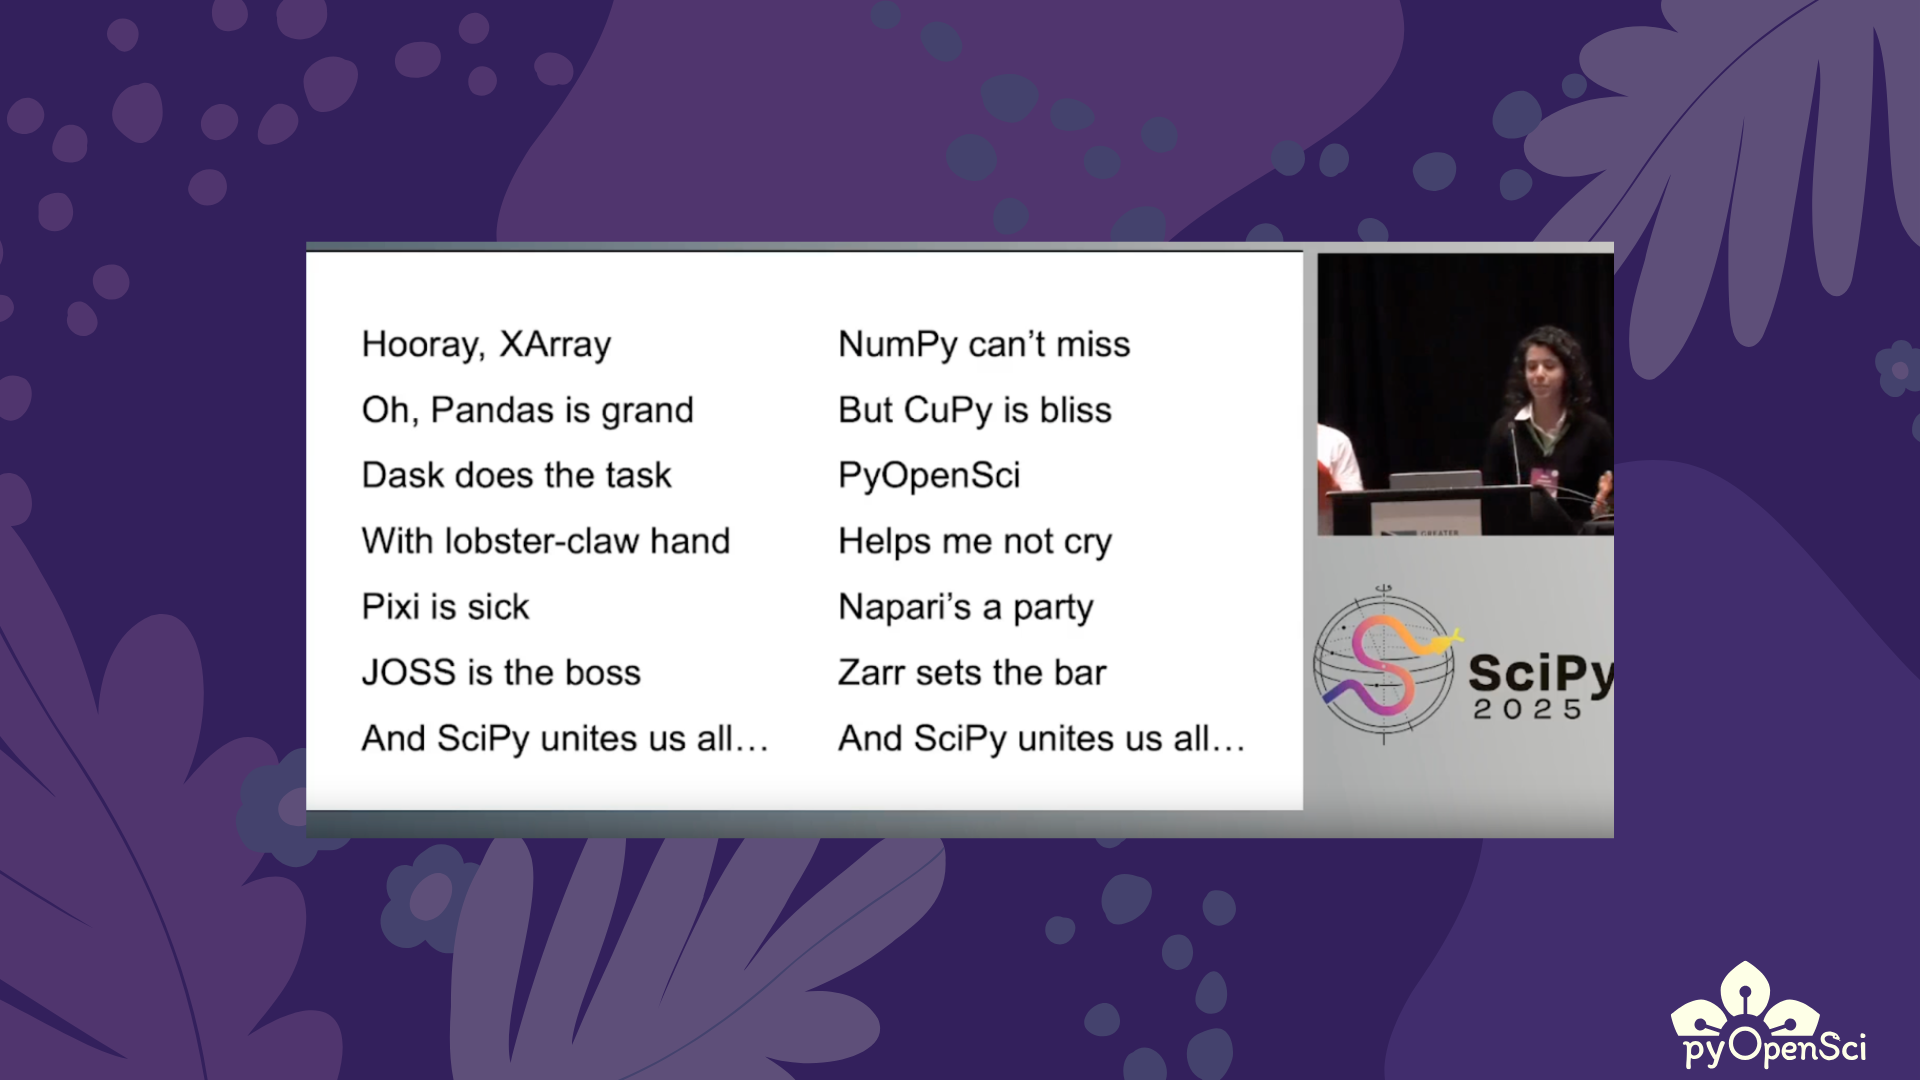 Hooray, XArray
Oh, Pandas is grand
Dask does the task
With lobster-claw hand
Pixi is sick
JOSS is the boss
And SciPy unites us all…
NumPy can’t miss
But CuPy is bliss
PyOpenSci
Helps me not cry
Napari’s a party
Zarr sets the bar
And SciPy unites us all…
GREATER
SciPy
2025
pyOpenSci